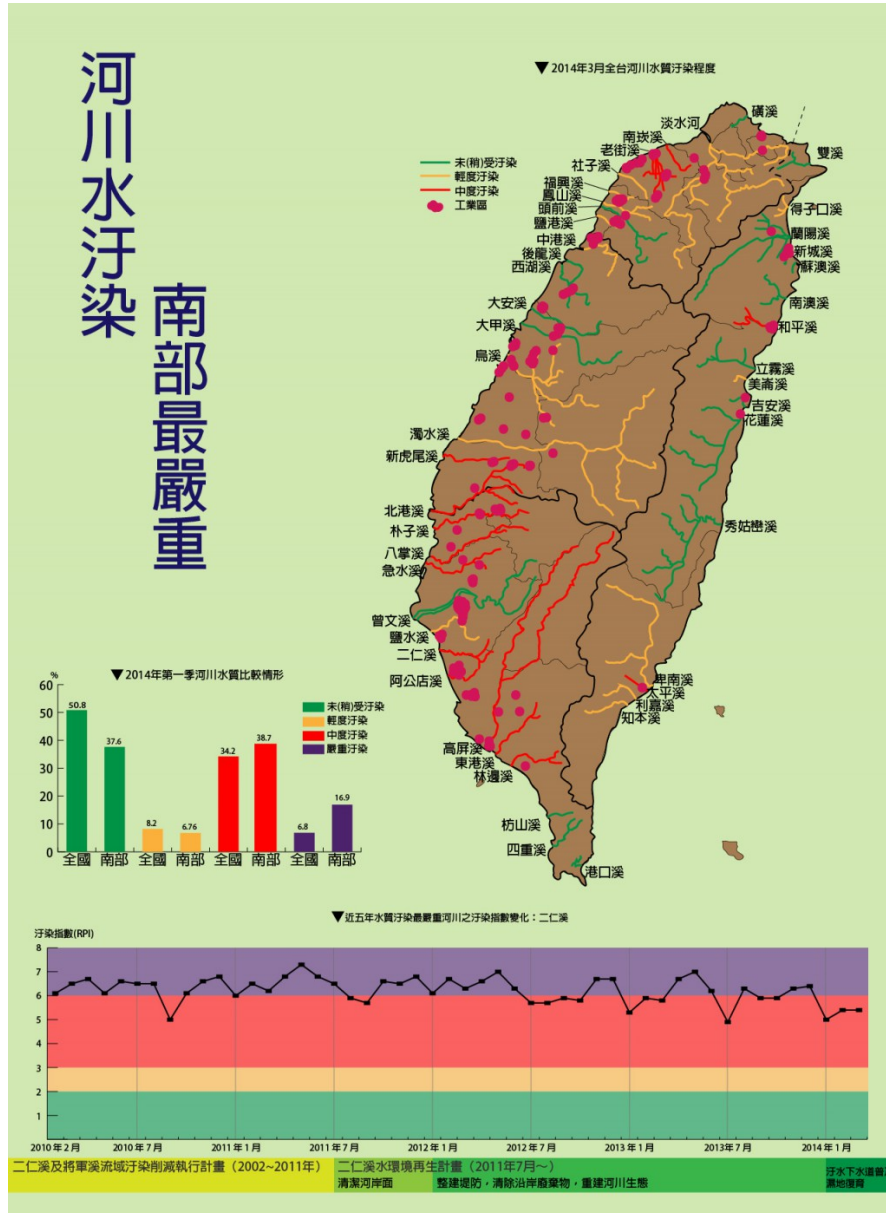 河川水汙染
南部最嚴重
▼2014年3月全台河川水質汙染程度
未(稍)受汙染
輕度汙染
中度汙染
工業區
磺溪
淡水河
雙溪
南崁溪
老街溪
社子溪
福興溪
鳳山溪
頭前溪
鹽港溪
中港溪
後龍溪
西湖溪
大安溪
大甲溪
烏溪
濁水溪
新虎尾溪
北港溪
朴子溪
八掌溪
急水溪
曾文溪
鹽水溪
二仁溪
阿公店溪
高屏溪
東港溪
林邊溪
枋山溪
四重溪
港口溪
得子口溪
蘭陽溪
新城溪
蘇澳溪
南澳溪
和平溪
立霧溪
美崙溪
吉安溪
花蓮溪
秀姑巒溪
卑南溪
太平溪
利嘉溪
知本溪
▼2014年第一季河川水質比較情形
%
60
50
40
30
20
10
0
50.8
37.6
8.2
6.76
34.2
38.7
6.8
16.9
全國 南部 全國 南部 全國 南部 全國 南部
未(稍)受汙染
輕度汙染
中度汙染
嚴重汙染
▼近五年水質汙染最嚴重河川之汙染指數變化：二仁溪
汙染指數(RPI)
8
7
6
5
4
3
2
1
2010年2月 2010年7月 2011年1月 2011年7月 2012年1月 2012年7月 2013年1月 2013年7月 2014年1月
二仁溪及將軍溪流域汙染削減執行計畫（2002~2011年）
二仁溪水環境再生計畫（2011年7月～）
清潔河岸面
整建堤防，清除沿岸廢棄物，重建河川生態
汙水下水道
濕地復育